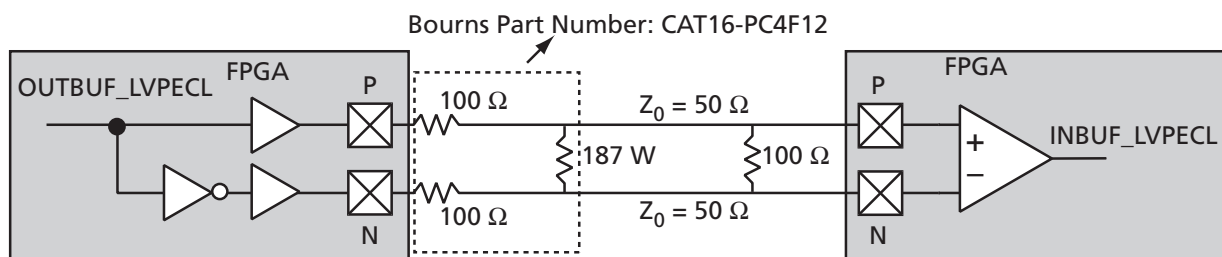 Bourns Part Number: CAT16-PC4F12
OUTBUF_LVPECL
FPGA
P
100 Ω
Z0 = 50 Ω
187 W
100 Ω
100 Ω
N
Z0 = 50 Ω
FPGA
P
+
−
INBUF_LVPECL
N